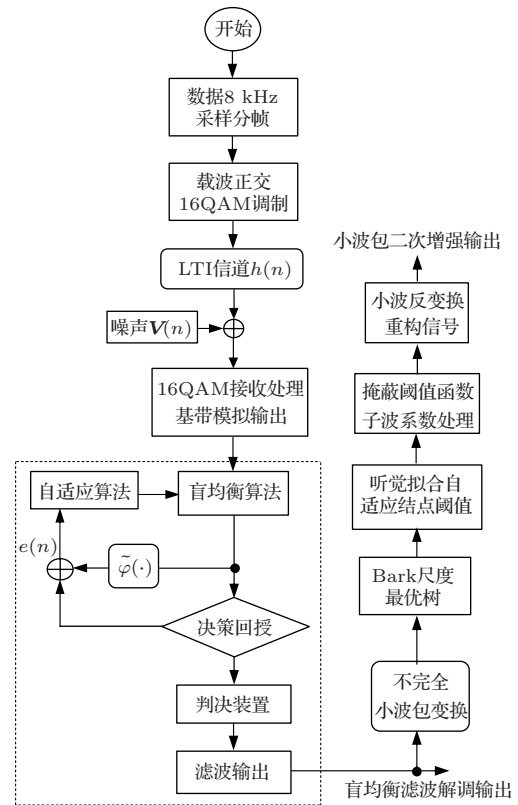 开始
数据8 kHz
采样分帧
载波正交
16QAM调制
LTI信道h(n)
噪声V(n)
16QAM接收处理
基带模拟输出
自适应算法
盲均衡算法
e(n)
φ̃(·)
决策回授
判决装置
滤波输出
小波包二次增强输出
小波反变换
重构信号
掩蔽阈值函数
子波系数处理
听觉拟合自
适应结点阈值
Bark尺度
最优树
不完全
小波包变换
盲均衡滤波解调输出